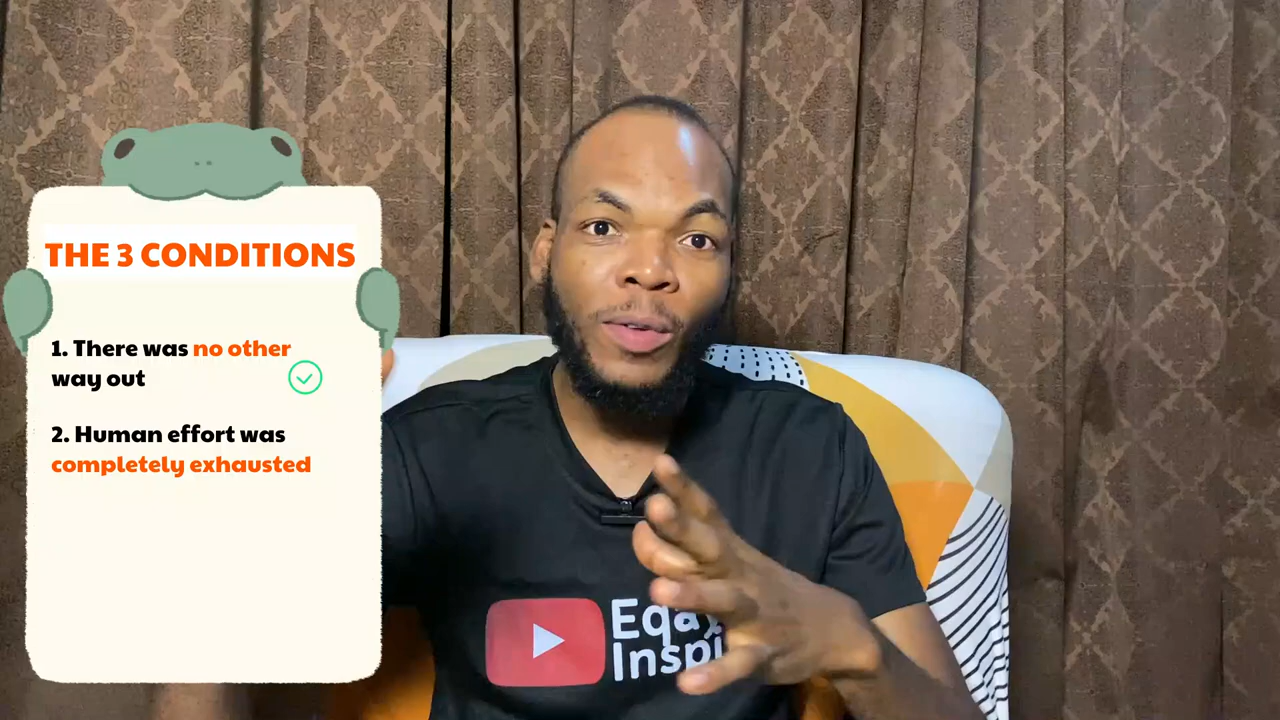 THE 3 CONDITIONS
1. There was no other
way out
2. Human effort was
completely exhausted